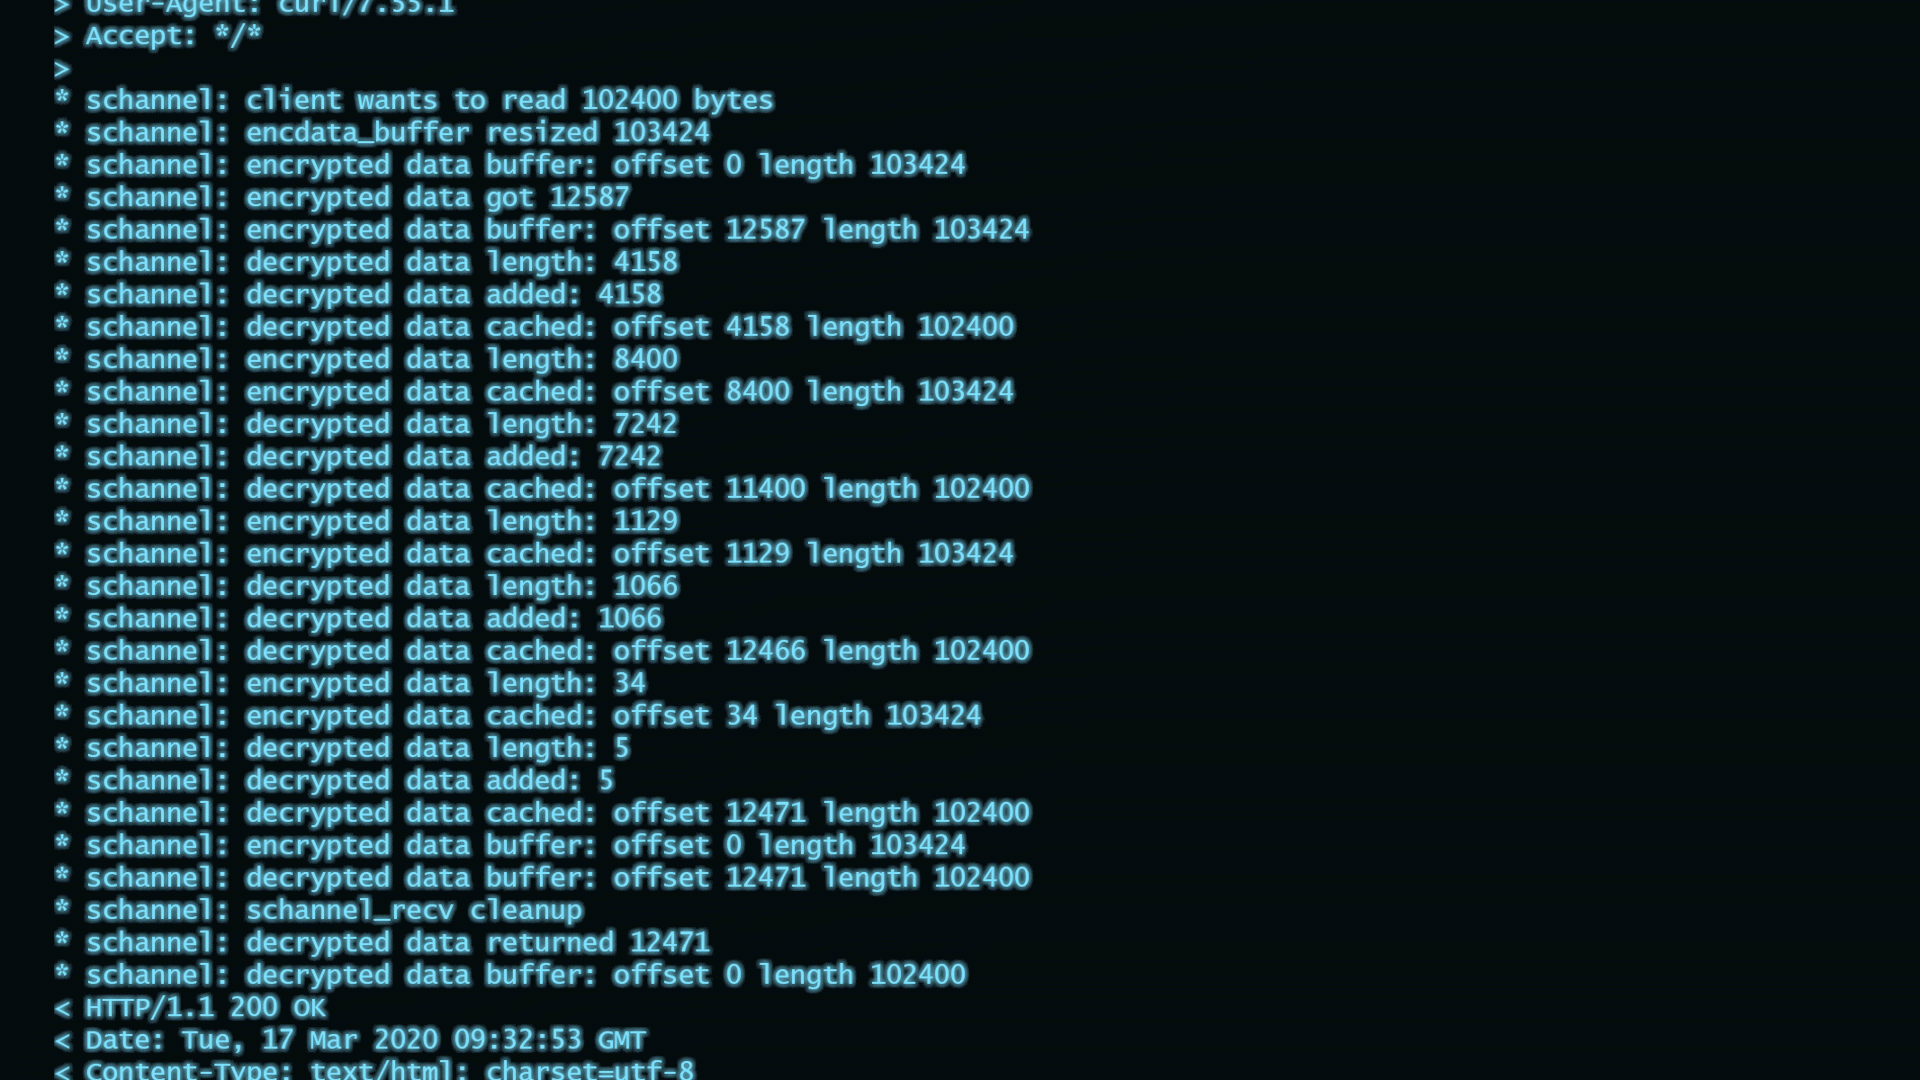 > User-Agent: curl/7.55.1
> Accept: */*
>
* schannel: client wants to read 102400 bytes
* schannel: encdata_buffer resized 103424
* schannel: encrypted data buffer: offset 0 length 103424
* schannel: encrypted data got 12587
* schannel: encrypted data buffer: offset 12587 length 103424
* schannel: decrypted data length: 4158
* schannel: decrypted data added: 4158
* schannel: decrypted data cached: offset 4158 length 102400
* schannel: encrypted data length: 8400
* schannel: encrypted data cached: offset 8400 length 103424
* schannel: decrypted data length: 7242
* schannel: decrypted data added: 7242
* schannel: decrypted data cached: offset 11400 length 102400
* schannel: encrypted data length: 1129
* schannel: encrypted data cached: offset 1129 length 103424
* schannel: decrypted data length: 1066
* schannel: decrypted data added: 1066
* schannel: decrypted data cached: offset 12466 length 102400
* schannel: encrypted data length: 34
* schannel: encrypted data cached: offset 34 length 103424
* schannel: decrypted data length: 5
* schannel: decrypted data added: 5
* schannel: decrypted data cached: offset 12471 length 102400
* schannel: encrypted data buffer: offset 0 length 103424
* schannel: decrypted data buffer: offset 12471 length 102400
* schannel: schannel_recv cleanup
* schannel: decrypted data returned 12471
* schannel: decrypted data buffer: offset 0 length 102400
< HTTP/1.1 200 OK
< Date: Tue, 17 Mar 2020 09:32:53 GMT
< Content-Type: text/html; charset=utf-8